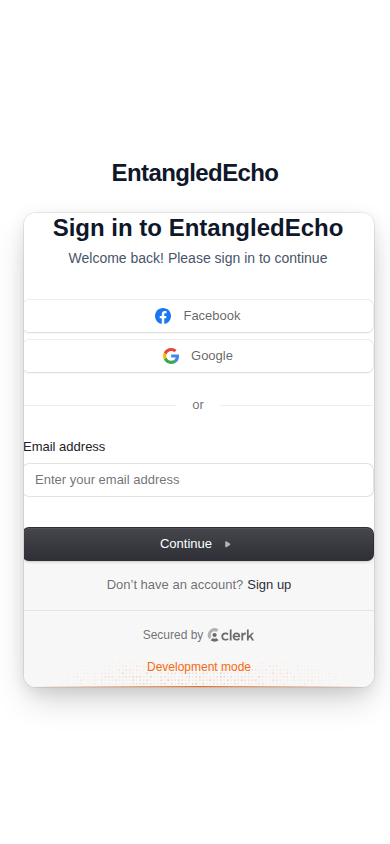 EntangledEcho
Sign in to EntangledEcho
Welcome back! Please sign in to continue
Facebook
Google
or
Email address
Enter your email address
Continue
Don’t have an account? Sign up
Secured by clerk
Development mode